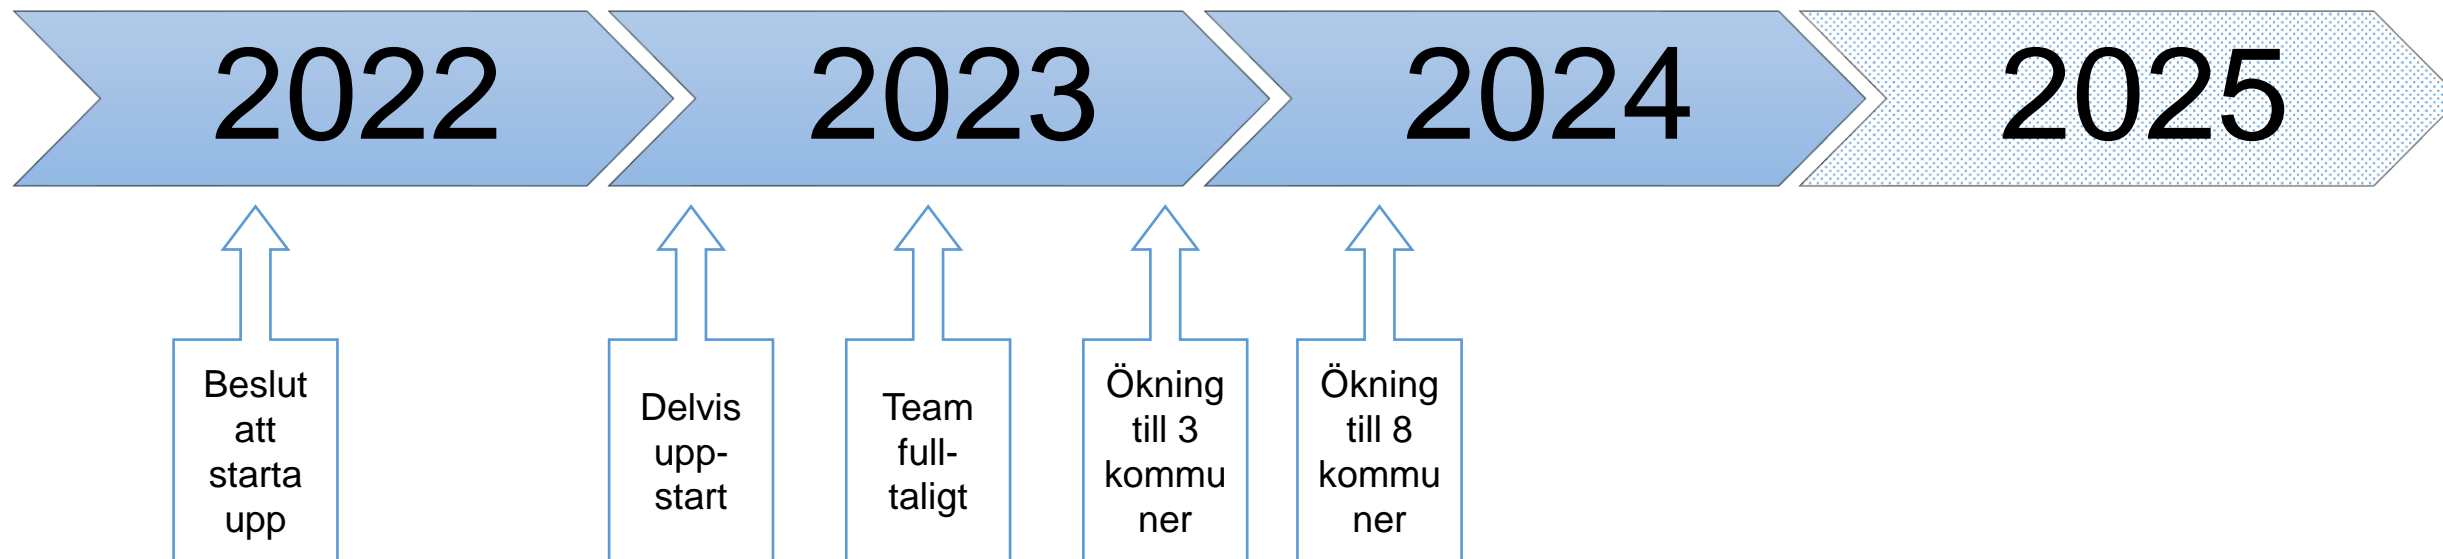 2022
2023
2024
2025
Beslut
att
starta
upp
Delvis
upp-
start
Team
full-
taligt
Ökning
till 3
kommu
ner
Ökning
till 8
kommu
ner